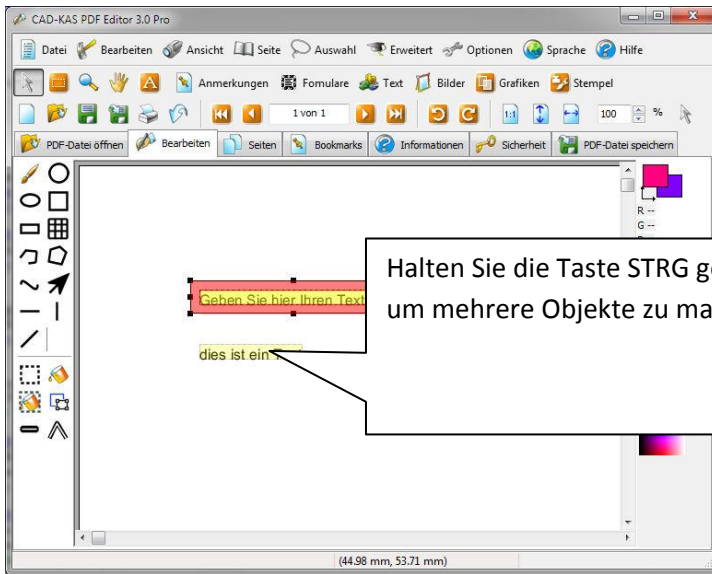 CAD-KAS PDF Editor 3.0 Pro
Datei Bearbeiten Ansicht Seite Auswahl Erweitert Optionen Sprache Hilfe
Anmerkungen Fomulare Text Bilder Grafiken Stempel
1 von 1 1:1 100 %
PDF-Datei öffnen Bearbeiten Seiten Bookmarks Informationen Sicherheit PDF-Datei speichern
R --
G --
Halten Sie die Taste STRG
um mehrere Objekte zu
Geben Sie hier Ihren Text
dies ist ein
(44.98 mm, 53.71 mm)